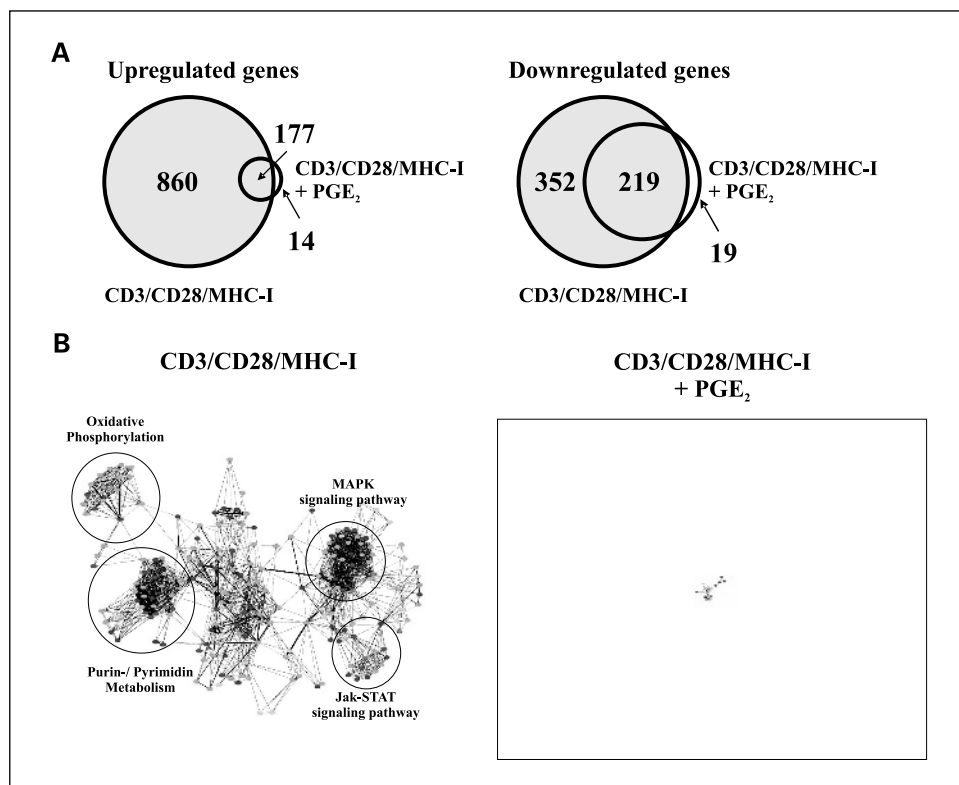 A
Upregulated genes
860
177
CD3/CD28/MHC-I
+ PGE₂
14
CD3/CD28/MHC-I
Downregulated genes
352
219
CD3/CD28/MHC-I
+ PGE₂
19
CD3/CD28/MHC-I
B
CD3/CD28/MHC-I
Oxidative
Phosphorylation
MAPK
signaling pathway
Purin-/ Pyrimidin
Metabolism
Jak-STAT
signaling pathway
CD3/CD28/MHC-I
+ PGE₂